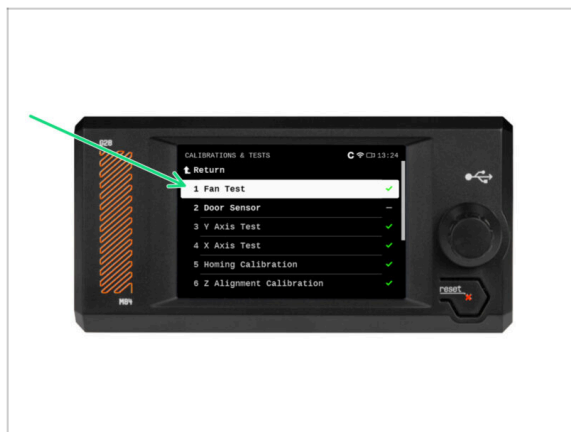 G28
CALIBRATIONS & TESTS C 13:24
Return
1 Fan Test
2 Door Sensor
3 Y Axis Test
4 X Axis Test
5 Homing Calibration
6 Z Alignment Calibration
reset
M84